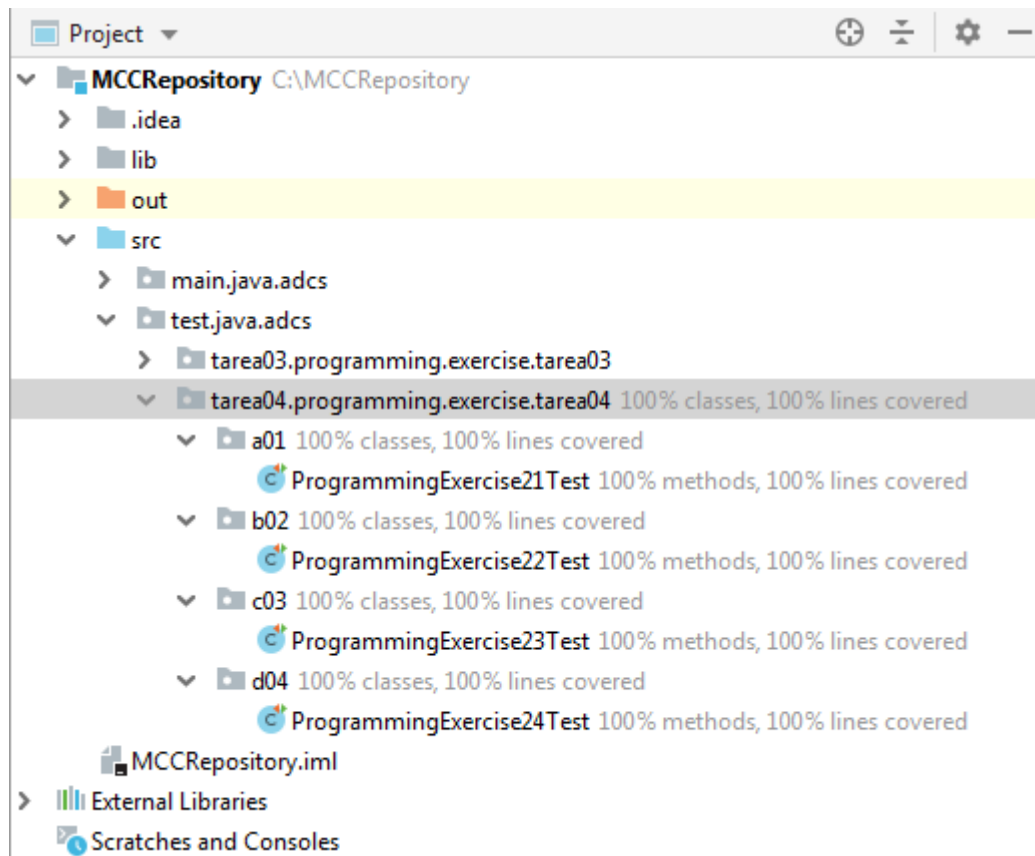 Project
MCCRepository C:\MCCRepository
.idea
lib
out
src
main.java.adcs
test.java.adcs
tarea03.programming.exercise.tarea03
tarea04.programming.exercise.tarea04 100% classes, 100% lines covered
a01 100% classes, 100% lines covered
ProgrammingExercise21Test 100% methods, 100% lines covered
b02 100% classes, 100% lines covered
ProgrammingExercise22Test 100% methods, 100% lines covered
c03 100% classes, 100% lines covered
ProgrammingExercise23Test 100% methods, 100% lines covered
d04 100% classes, 100% lines covered
ProgrammingExercise24Test 100% methods, 100% lines covered
MCCRepository.iml
External Libraries
Scratches and Consoles